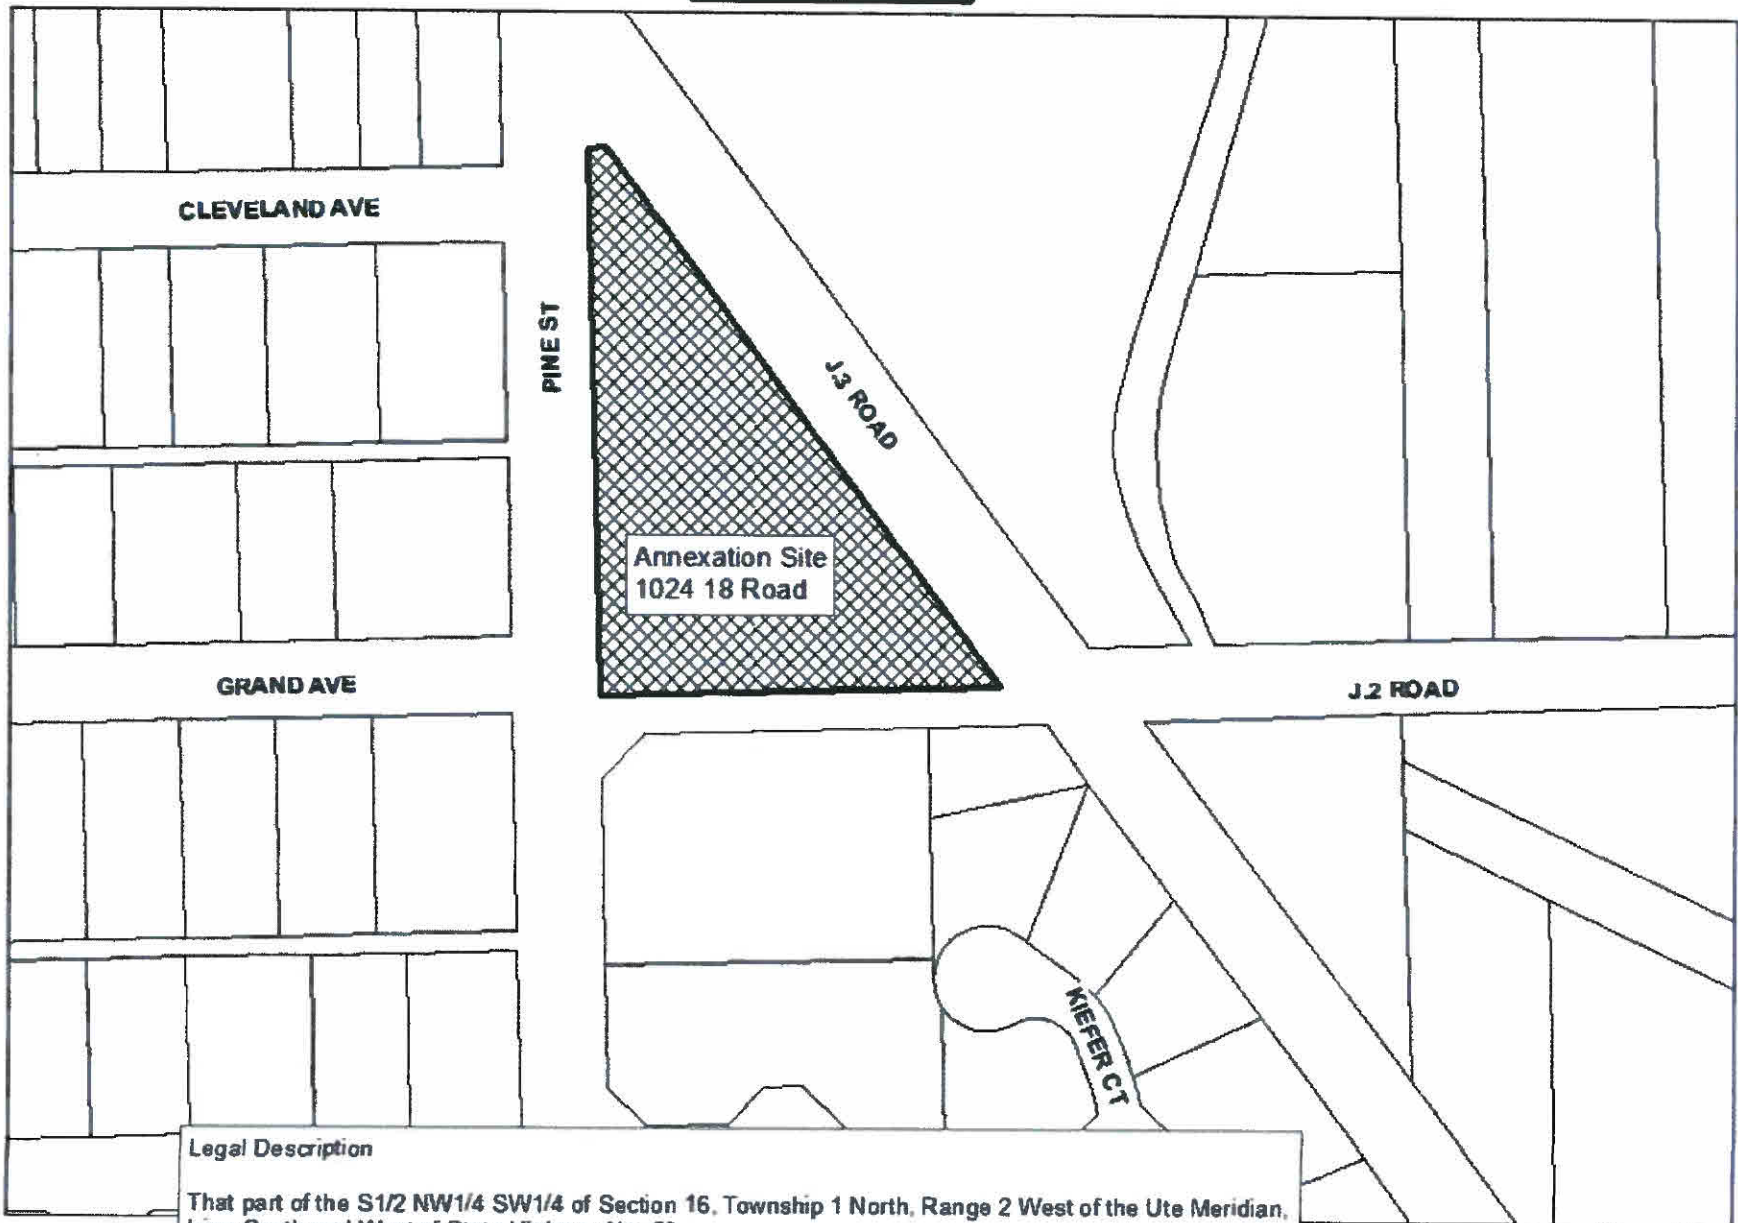 CLEVELAND AVE
PINE ST
J.3 ROAD
Annexation Site
1024 18 Road
GRAND AVE
J.2 ROAD
KIEFER CT
Legal Description
That part of the S1/2 NW1/4 SW1/4 of Section 16, Township 1 North, Range 2 West of the Ute Meridian,